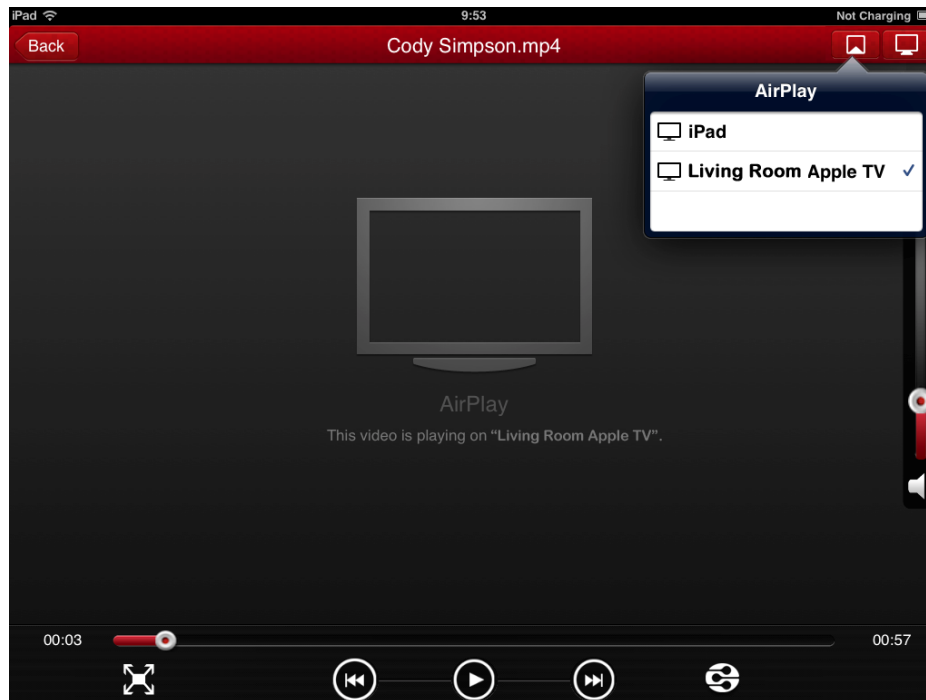 iPad 9:53 Not Charging
Back Cody Simpson.mp4
AirPlay
iPad
Living Room Apple TV
AirPlay
This video is playing on “Living Room Apple TV”.
00:03 00:57